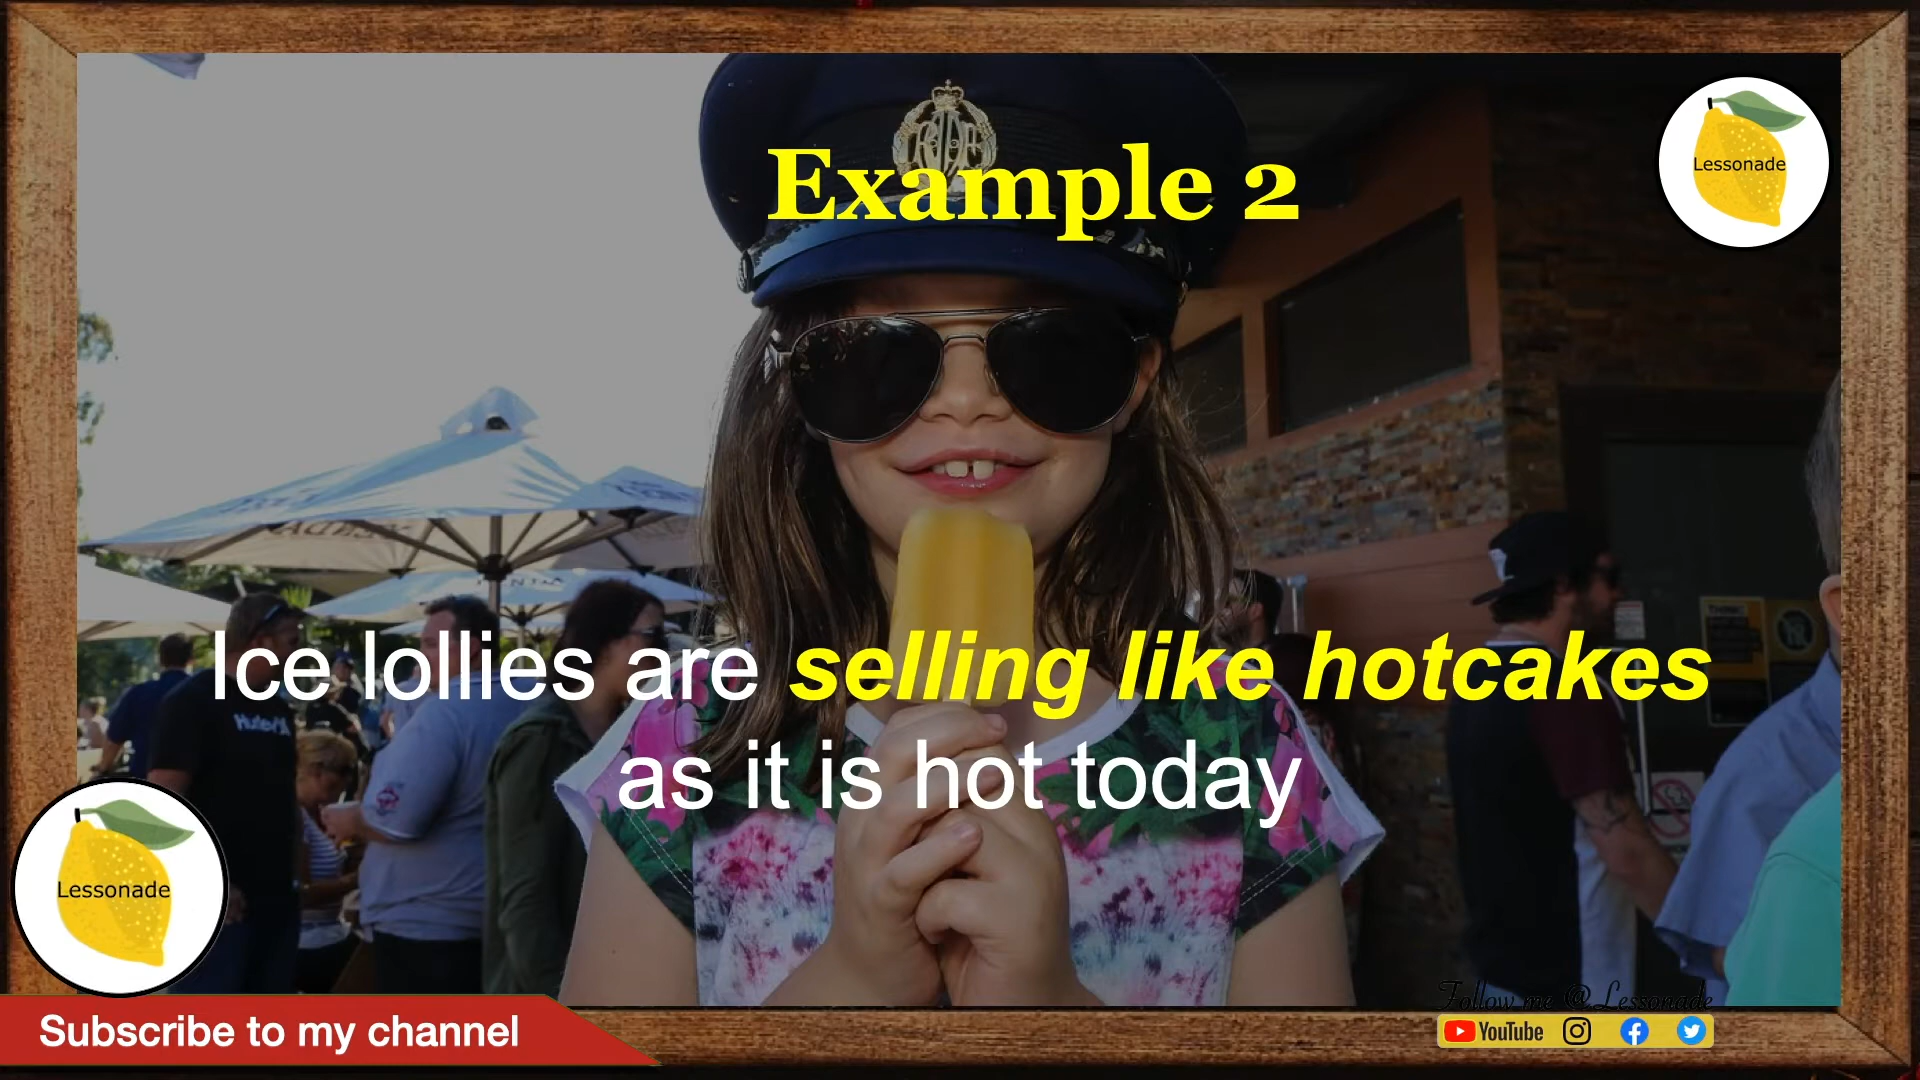 Example 2
Lessonade
Ice lollies are selling like hotcakes
as it is hot today
Lessonade
Follow me @Lessonade
Subscribe to my channel
YouTube